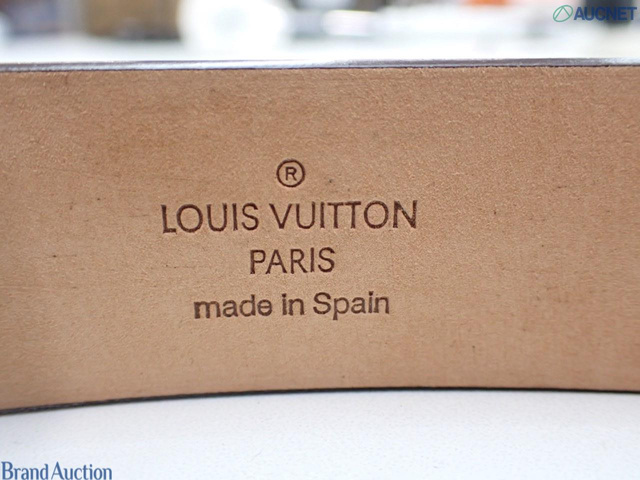 AUCNET
®
LOUIS VUITTON
PARIS
made in Spain
Brand Auction